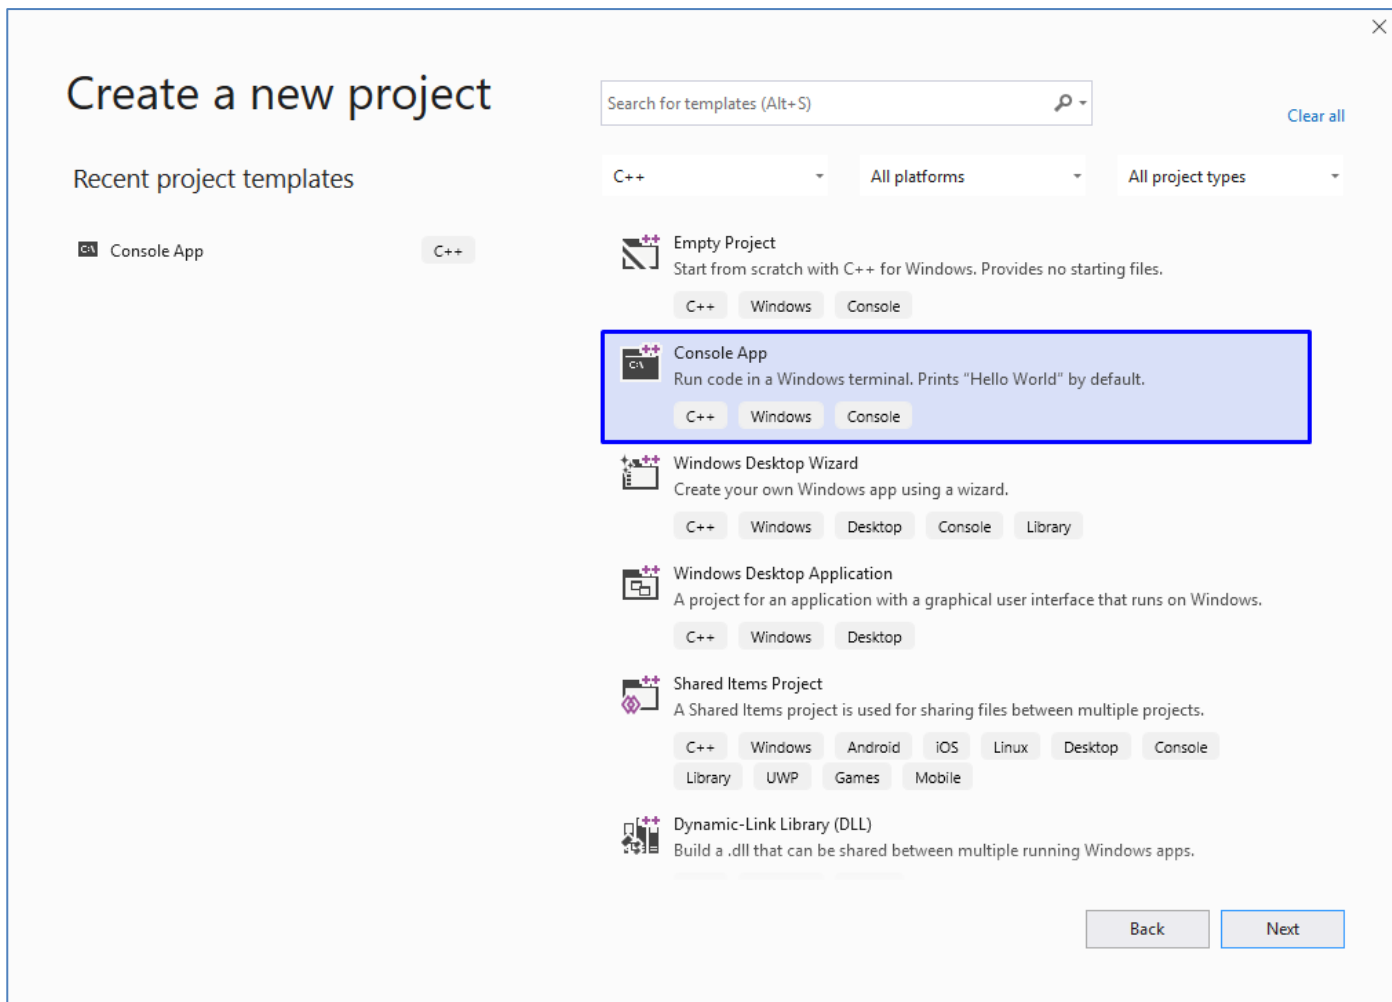 Create a new project
Search for templates (Alt+S)
Clear all
Recent project templates
C++
All platforms
All project types
C:\ Console App C++
Empty Project
Start from scratch with C++ for Windows. Provides no starting files.
C++ Windows Console
C:\ Console App
Run code in a Windows terminal. Prints "Hello World" by default.
C++ Windows Console
Windows Desktop Wizard
Create your own Windows app using a wizard.
C++ Windows Desktop Console Library
Windows Desktop Application
A project for an application with a graphical user interface that runs on Windows.
C++ Windows Desktop
Shared Items Project
A Shared Items project is used for sharing files between multiple projects.
C++ Windows Android iOS Linux Desktop Console
Library UWP Games Mobile
Dynamic-Link Library (DLL)
Build a .dll that can be shared between multiple running Windows apps.
Back
Next